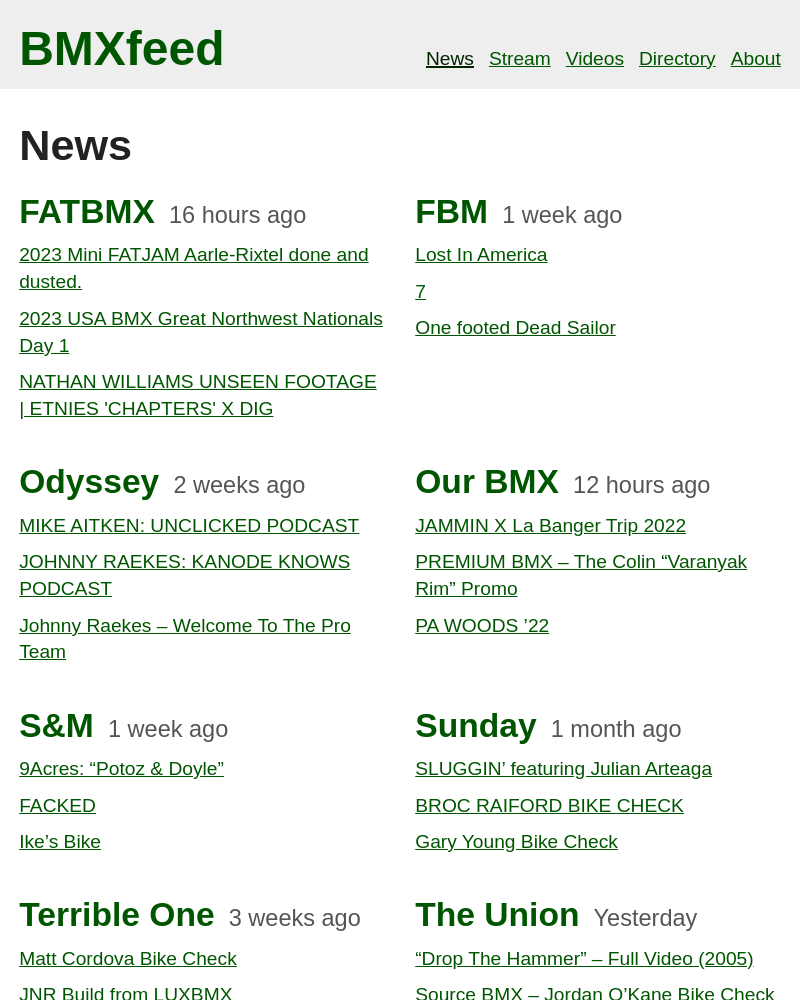 BMXfeed
News Stream Videos Directory About
News
FATBMX 16 hours ago
2023 Mini FATJAM Aarle-Rixtel done and
dusted.
2023 USA BMX Great Northwest Nationals
Day 1
NATHAN WILLIAMS UNSEEN FOOTAGE
| ETNIES 'CHAPTERS' X DIG
FBM 1 week ago
Lost In America
7
One footed Dead Sailor
Odyssey 2 weeks ago
MIKE AITKEN: UNCLICKED PODCAST
JOHNNY RAEKES: KANODE KNOWS
PODCAST
Johnny Raekes – Welcome To The Pro
Team
Our BMX 12 hours ago
JAMMIN X La Banger Trip 2022
PREMIUM BMX – The Colin “Varanyak
Rim” Promo
PA WOODS ’22
S&M 1 week ago
9Acres: “Potoz & Doyle”
FACKED
Ike’s Bike
Sunday 1 month ago
SLUGGIN’ featuring Julian Arteaga
BROC RAIFORD BIKE CHECK
Gary Young Bike Check
Terrible One 3 weeks ago
Matt Cordova Bike Check
JNR Build from LUXBMX
The Union Yesterday
“Drop The Hammer” – Full Video (2005)
Source BMX – Jordan O’Kane Bike Check